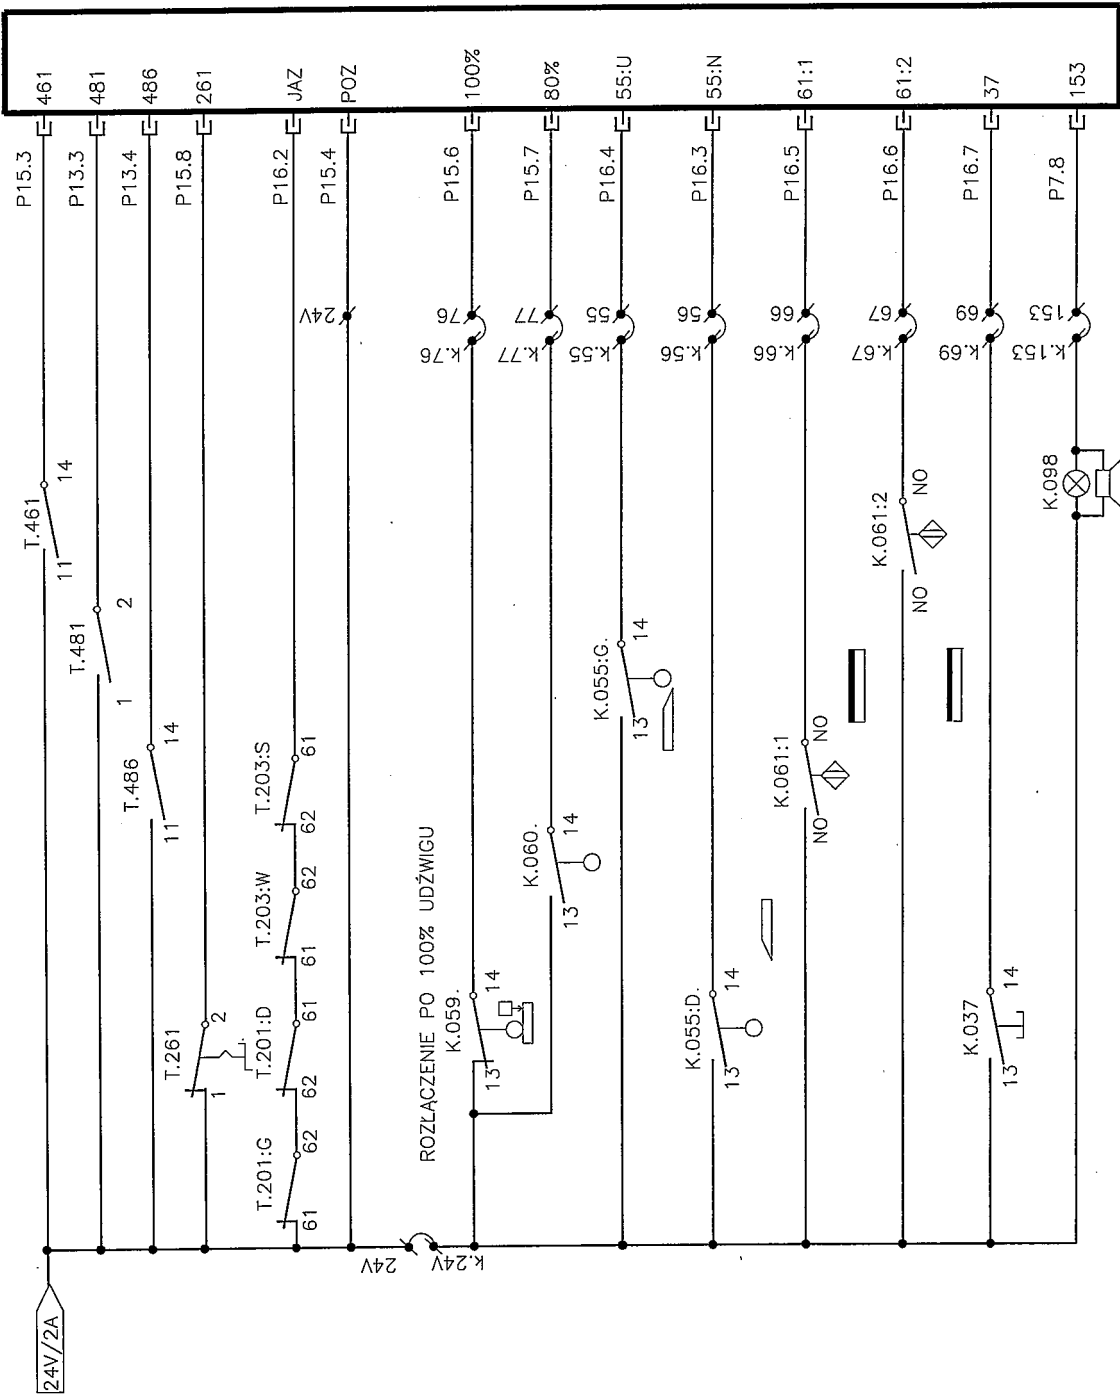 461
481
486
261
JAZ
POZ
100%
80%
55:U
55:N
61:1
61:2
37
153
P15.3
P13.3
P13.4
P15.8
P16.2
P15.4
P15.6
P15.7
P16.4
P16.3
P16.5
P16.6
P16.7
P7.8
24V
76
77
55
56
66
67
69
153
k.76
k.77
k.55
k.56
k.66
k.67
k.69
k.153
T.461
14
11
T.481
2
1
T.486
14
11
T.261
2
1
T.203:S
61
62
T.203:W
62
61
T.201:D
61
62
T.201:G
62
61
ROZŁĄCZENIE PO 100% UDŹWIGU
K.059.
14
13
K.060.
14
13
K.055:G.
14
13
K.055:D.
14
13
K.061:1
NO
NO
K.061:2
NO
NO
K.037
14
13
K.098
24V
k.24V
24V/2A